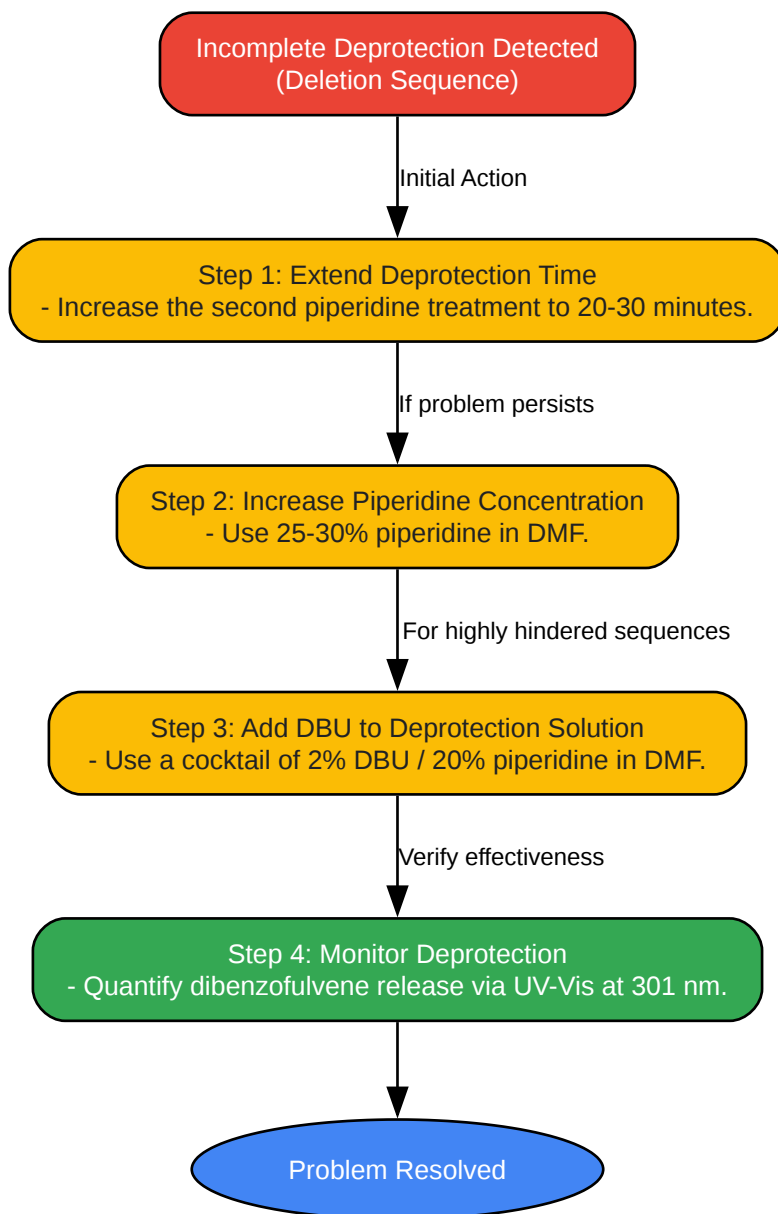 Incomplete Deprotection Detected
(Deletion Sequence)
Initial Action
Step 1: Extend Deprotection Time
- Increase the second piperidine treatment to 20-30 minutes.
If problem persists
Step 2: Increase Piperidine Concentration
- Use 25-30% piperidine in DMF.
For highly hindered sequences
Step 3: Add DBU to Deprotection Solution
- Use a cocktail of 2% DBU / 20% piperidine in DMF.
Verify effectiveness
Step 4: Monitor Deprotection
- Quantify dibenzofulvene release via UV-Vis at 301 nm.
Problem Resolved